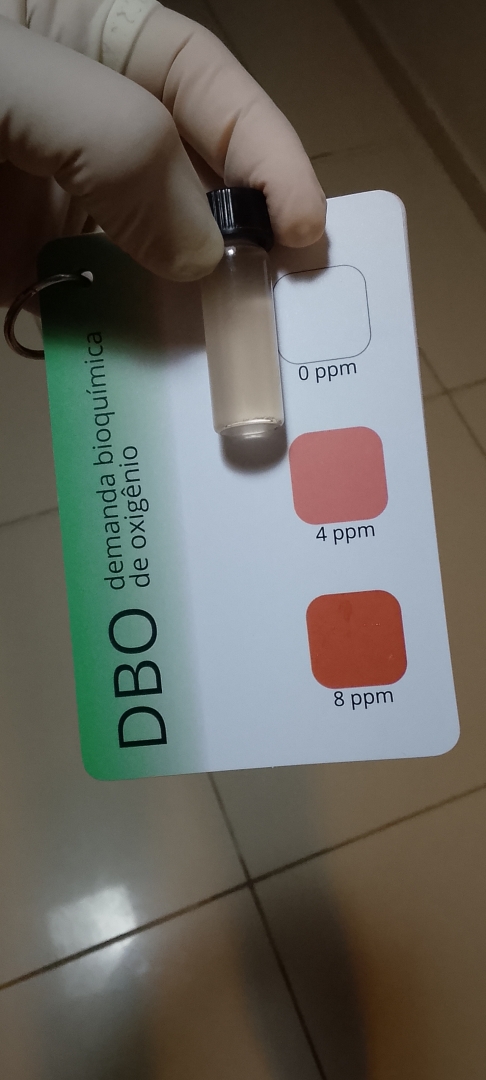 DBO
demanda bioquímica
de oxigênio
0 ppm
4 ppm
8 ppm